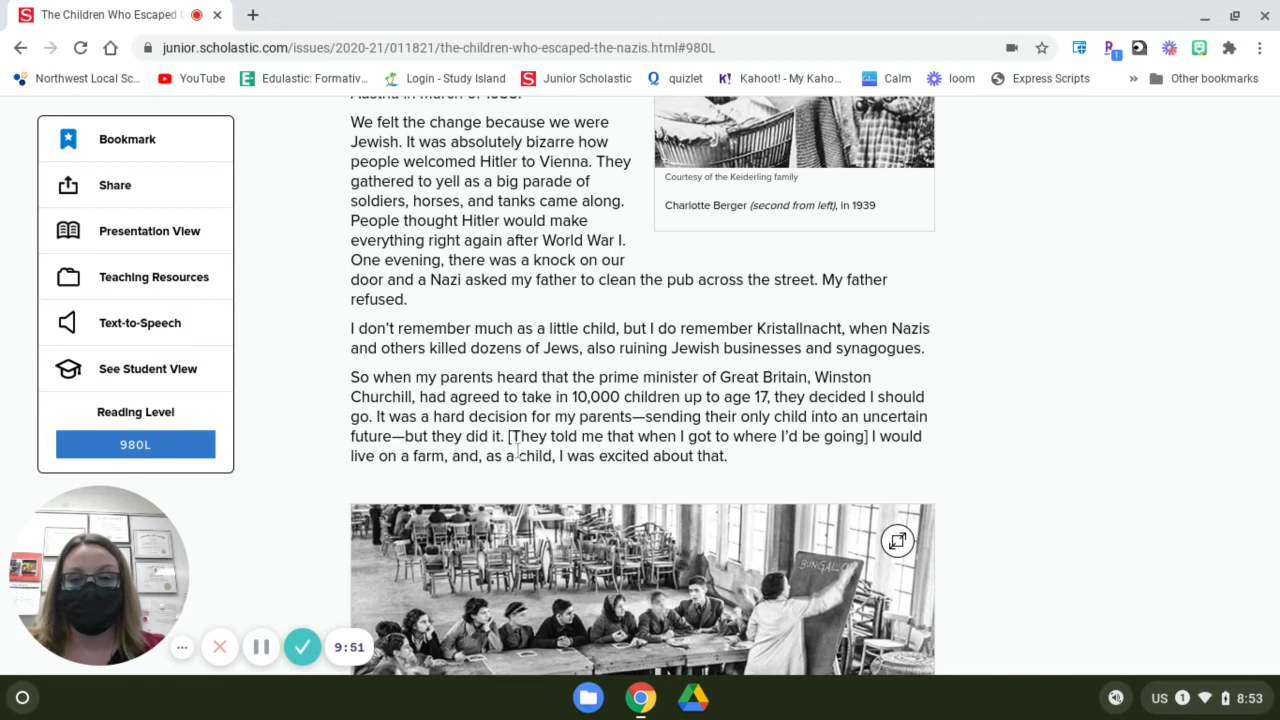 The Children Who Escaped t
junior.scholastic.com/issues/2020-21/011821/the-children-who-escaped-the-nazis.html#980L
Northwest Local Sc...
YouTube
Edulastic: Formativ...
Login - Study Island
Junior Scholastic
quizlet
Kahoot! - My Kaho...
Calm
loom
Express Scripts
»
Other bookmarks
Bookmark
Share
Presentation View
Teaching Resources
Text-to-Speech
See Student View
Reading Level
980L
We felt the change because we were
Jewish. It was absolutely bizarre how
people welcomed Hitler to Vienna. They
gathered to yell as a big parade of
soldiers, horses, and tanks came along.
People thought Hitler would make
everything right again after World War I.
One evening, there was a knock on our
door and a Nazi asked my father to clean the pub across the street. My father
refused.
Courtesy of the Keiderling family
Charlotte Berger (second from left), in 1939
I don’t remember much as a little child, but I do remember Kristallnacht, when Nazis
and others killed dozens of Jews, also ruining Jewish businesses and synagogues.
So when my parents heard that the prime minister of Great Britain, Winston
Churchill, had agreed to take in 10,000 children up to age 17, they decided I should
go. It was a hard decision for my parents—sending their only child into an uncertain
future—but they did it. [They told me that when I got to where I’d be going] I would
live on a farm, and, as a child, I was excited about that.
9:51
US
1
8:53